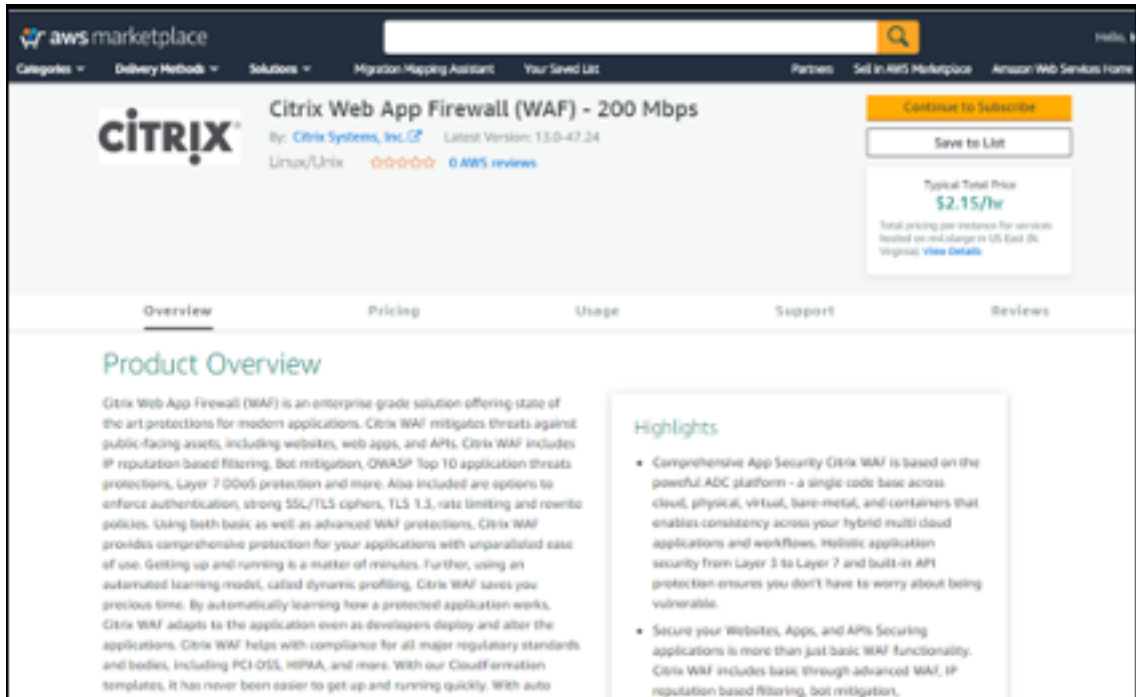 aws marketplace
Hello,
Categories
Delivery Methods
Solutions
Migration Mapping Assistant
Your Saved List
Partners
Sell in AWS Marketplace
Amazon Web Services Home
CITRIX
Citrix Web App Firewall (WAF) - 200 Mbps
By: Citrix Systems, Inc.
Latest Version: 13.0-47.24
Linux/Unix
0 AWS reviews
Continue to Subscribe
Save to List
Typical Total Price
$2.15/hr
Total pricing per instance for services
hosted on m4.xlarge in US East (N.
Virginia). View Details
Overview
Pricing
Usage
Support
Reviews
Product Overview
Citrix Web App Firewall (WAF) is an enterprise grade solution offering state of
the art protections for modern applications. Citrix WAF mitigates threats against
public-facing assets, including websites, web apps, and APIs. Citrix WAF includes
IP reputation based filtering, Bot mitigation, OWASP Top 10 application threats
protections, Layer 7 DDoS protection and more. Also included are options to
enforce authentication, strong SSL/TLS ciphers, TLS 1.3, rate limiting and rewrite
policies. Using both basic as well as advanced WAF protections, Citrix WAF
provides comprehensive protection for your applications with unparalleled ease
of use. Getting up and running is a matter of minutes. Further, using an
automated learning model, called dynamic profiling, Citrix WAF saves you
precious time. By automatically learning how a protected application works,
Citrix WAF adapts to the application even as developers deploy and alter the
applications. Citrix WAF helps with compliance for all major regulatory standards
and bodies, including PCI-DSS, HIPAA, and more. With our CloudFormation
templates, it has never been easier to get up and running quickly. With auto
Highlights
Comprehensive App Security Citrix WAF is based on the
powerful ADC platform - a single code base across
cloud, physical, virtual, bare-metal, and containers that
enables consistency across your hybrid multi cloud
applications and workflows. Holistic application
security from Layer 3 to Layer 7 and built-in API
protection ensures you don't have to worry about being
vulnerable.
Secure your Websites, Apps, and APIs Securing
applications is more than just basic WAF functionality.
Citrix WAF includes basic through advanced WAF, IP
reputation based filtering, bot mitigation,